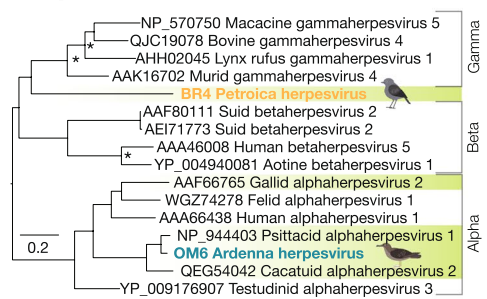 NP_570750 Macacine gammaherpesvirus 5
QJC19078 Bovine gammaherpesvirus 4
AHH02045 Lynx rufus gammaherpesvirus 1
AAK16702 Murid gammaherpesvirus 4
BR4 Petroica herpesvirus
AAF80111 Suid betaherpesvirus 2
AEI71773 Suid betaherpesvirus 2
AAA46008 Human betaherpesvirus 5
YP_004940081 Aotine betaherpesvirus 1
AAF66765 Gallid alphaherpesvirus 2
WGZ74278 Felid alphaherpesvirus 1
AAA66438 Human alphaherpesvirus 1
NP_944403 Psittacid alphaherpesvirus 1
OM6 Ardenna herpesvirus
QEG54042 Cacatuid alphaherpesvirus 2
YP_009176907 Testudinid alphaherpesvirus 3
Gamma
Beta
Alpha
*
*
*
0.2